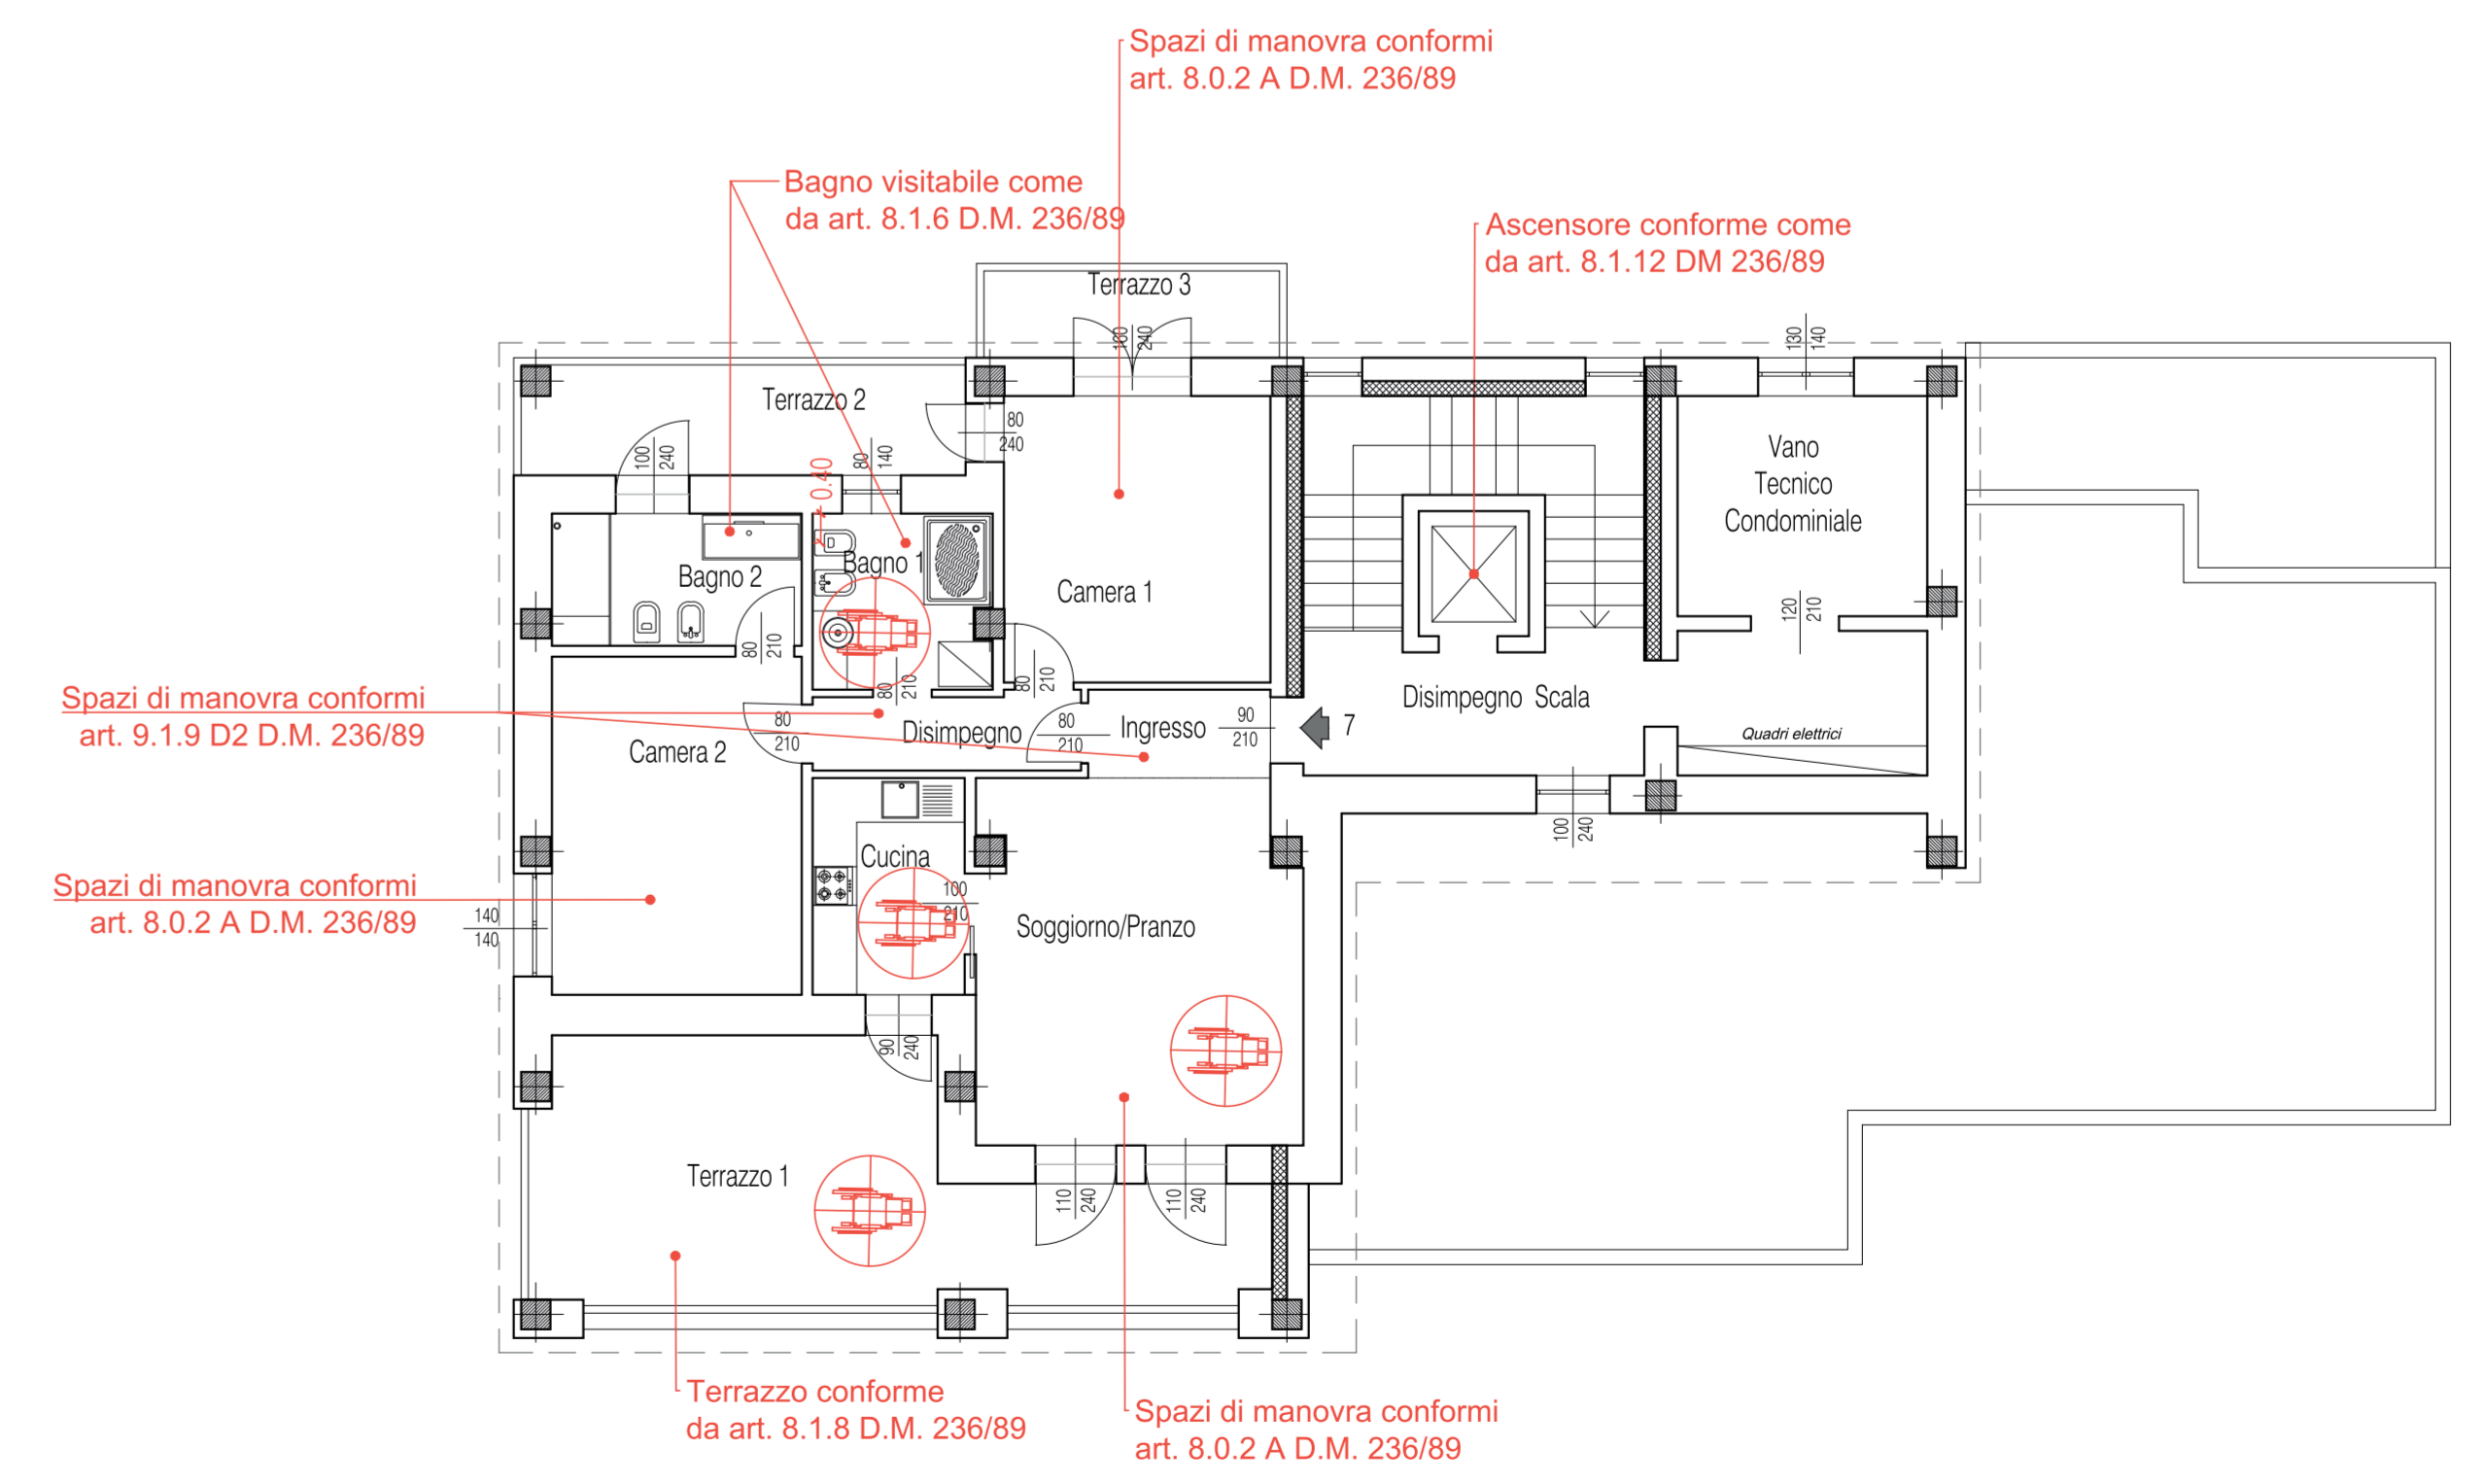 Spazi di manovra conformi
art. 8.0.2 A D.M. 236/89
Bagno visitabile come
da art. 8.1.6 D.M. 236/89
Ascensore conforme come
da art. 8.1.12 DM 236/89
Terrazzo 3
160
240
130
140
Terrazzo 2
80
240
100
240
80
140
0.40
Vano
Tecnico
Condominiale
Bagno 1
Bagno 2
Camera 1
120
210
80
210
80
210
80
210
Spazi di manovra conformi
art. 9.1.9 D2 D.M. 236/89
Disimpegno Scala
80
210
Disimpegno
80
210
Ingresso
90
210
7
Quadri elettrici
Camera 2
100
240
Cucina
Spazi di manovra conformi
art. 8.0.2 A D.M. 236/89
140
140
100
210
Soggiorno/Pranzo
90
240
Terrazzo 1
110
240
110
240
Terrazzo conforme
da art. 8.1.8 D.M. 236/89
Spazi di manovra conformi
art. 8.0.2 A D.M. 236/89